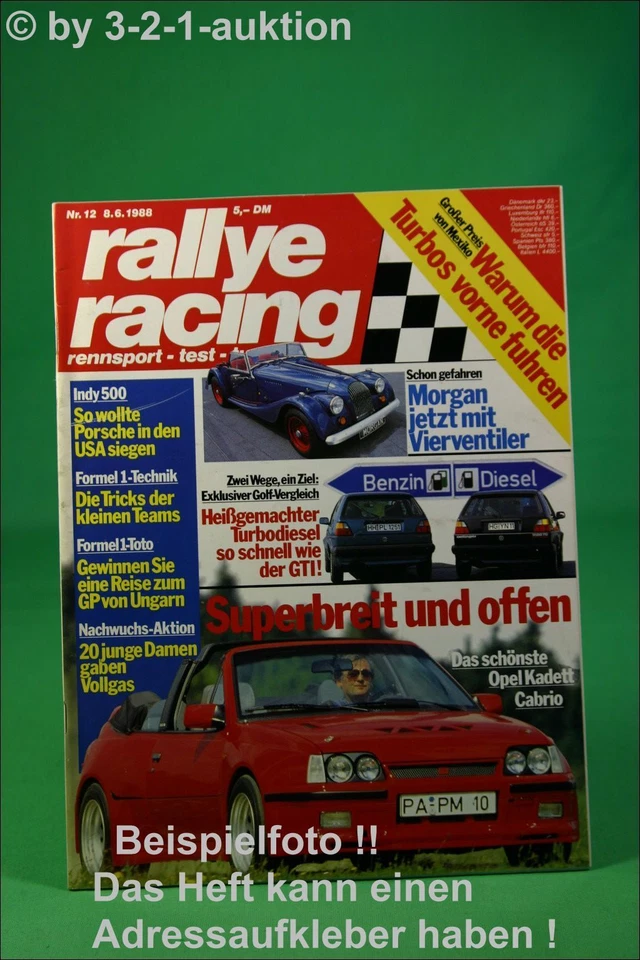 © by 3-2-1-auktion
Nr. 12 8.6.1988
5,– DM
rallye
racing
rennsport - test -
Großer Preis
von Mexiko
Warum die
Turbos vorne fuhren
Indy 500
So wollte
Porsche in den
USA siegen
Formel 1-Technik
Die Tricks der
kleinen Teams
Formel 1-Toto
Gewinnen Sie
eine Reise zum
GP von Ungarn
Nachwuchs-Aktion
20 junge Damen
gaben
Vollgas
Schon gefahren
Morgan
jetzt mit
Vierventiler
Zwei Wege, ein Ziel:
Exklusiver Golf-Vergleich
Heißgemachter
Turbodiesel
so schnell wie
der GTI!
Benzin
Diesel
Superbreit und offen
Das schönste
Opel Kadett
Cabrio
PA PM 10
Beispielfoto !!
Das Heft kann einen
Adressaufkleber haben !